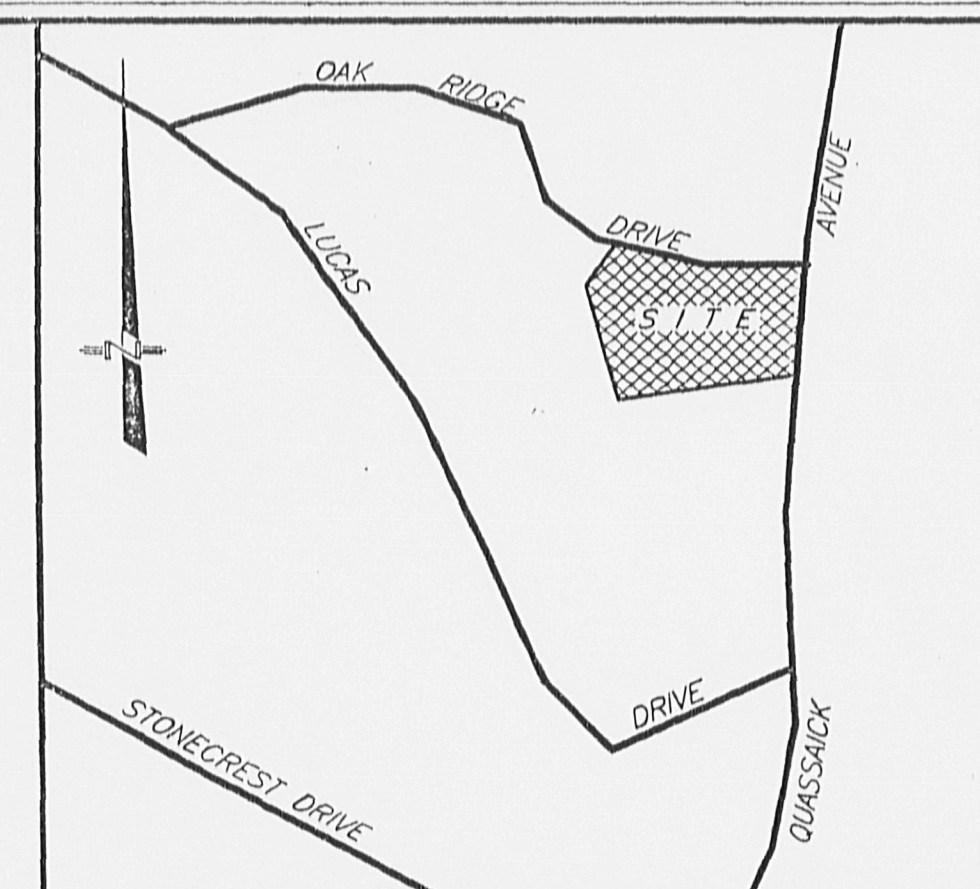 OAK RIDGE DRIVE
AVENUE
LUCAS
SITE
N
DRIVE
STONECREST DRIVE
QUASSAICK